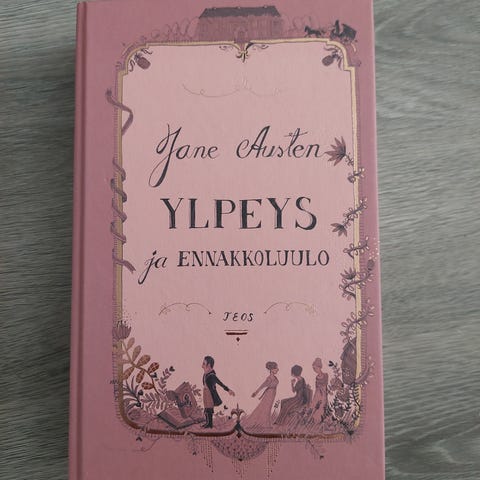 Jane Austen
YLPEYS
ja ENNAKKOLUULO
TEOS